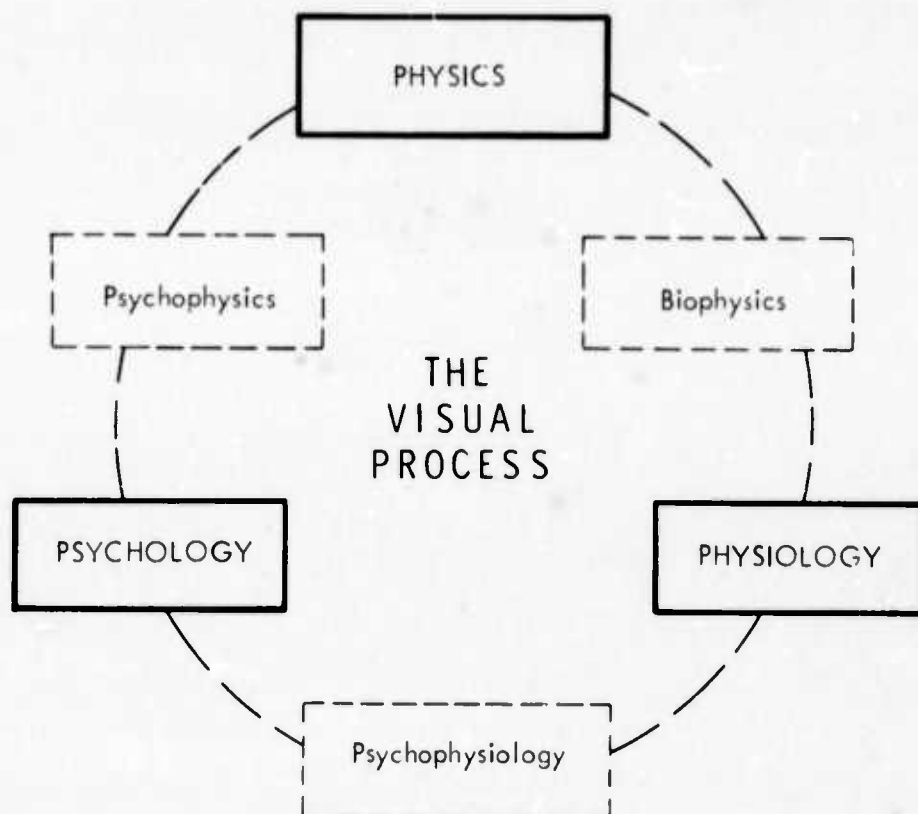 PHYSICS
Psychophysics
Biophysics
THE
VISUAL
PROCESS
PSYCHOLOGY
PHYSIOLOGY
Psychophysiology